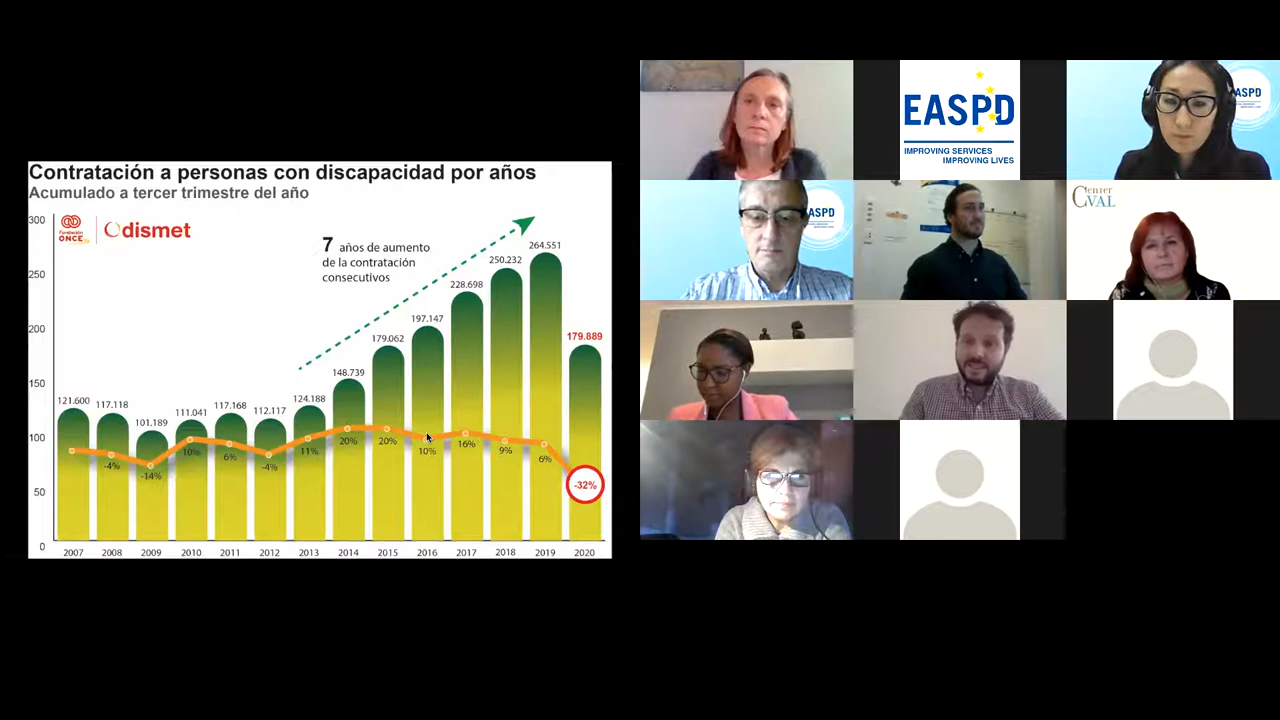 Contratación a personas con discapacidad por años
Acumulado a tercer trimestre del año
300
250
200
150
100
50
0
Fundación
ONCE
Odismet
7 años de aumento
de la contratación
consecutivos
121.600
117.118
101.189
111.041
117.168
112.117
124.188
148.739
179.062
197.147
228.698
250.232
264.551
179.889
-4%
-14%
10%
6%
-4%
11%
20%
20%
10%
16%
9%
6%
-32%
2007 2008 2009 2010 2011 2012 2013 2014 2015 2016 2017 2018 2019 2020
EASPD
IMPROVING SERVICES
IMPROVING LIVES
ASPD
ASPD
Center
CVAL